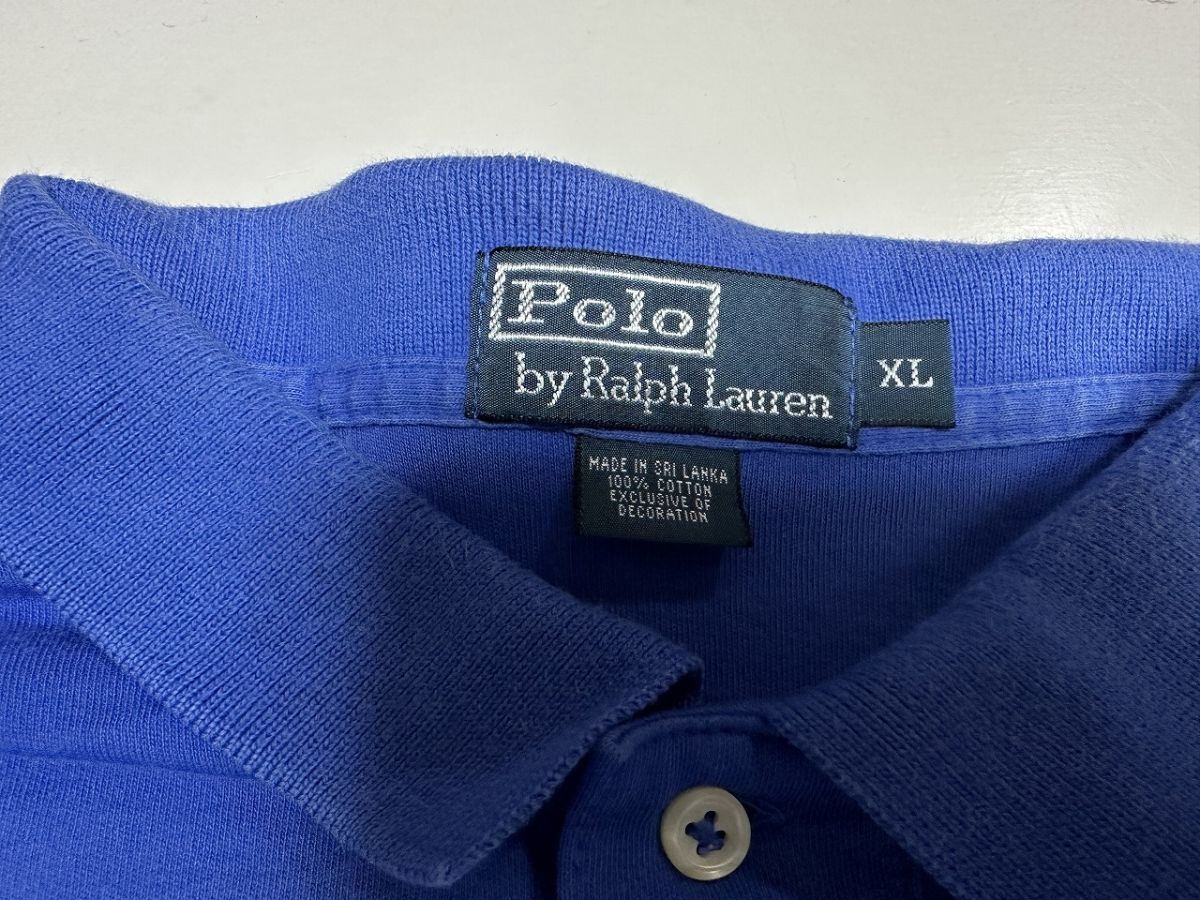 Polo
by Ralph Lauren
XL
MADE IN SRI LANKA
100% COTTON
EXCLUSIVE OF
DECORATION